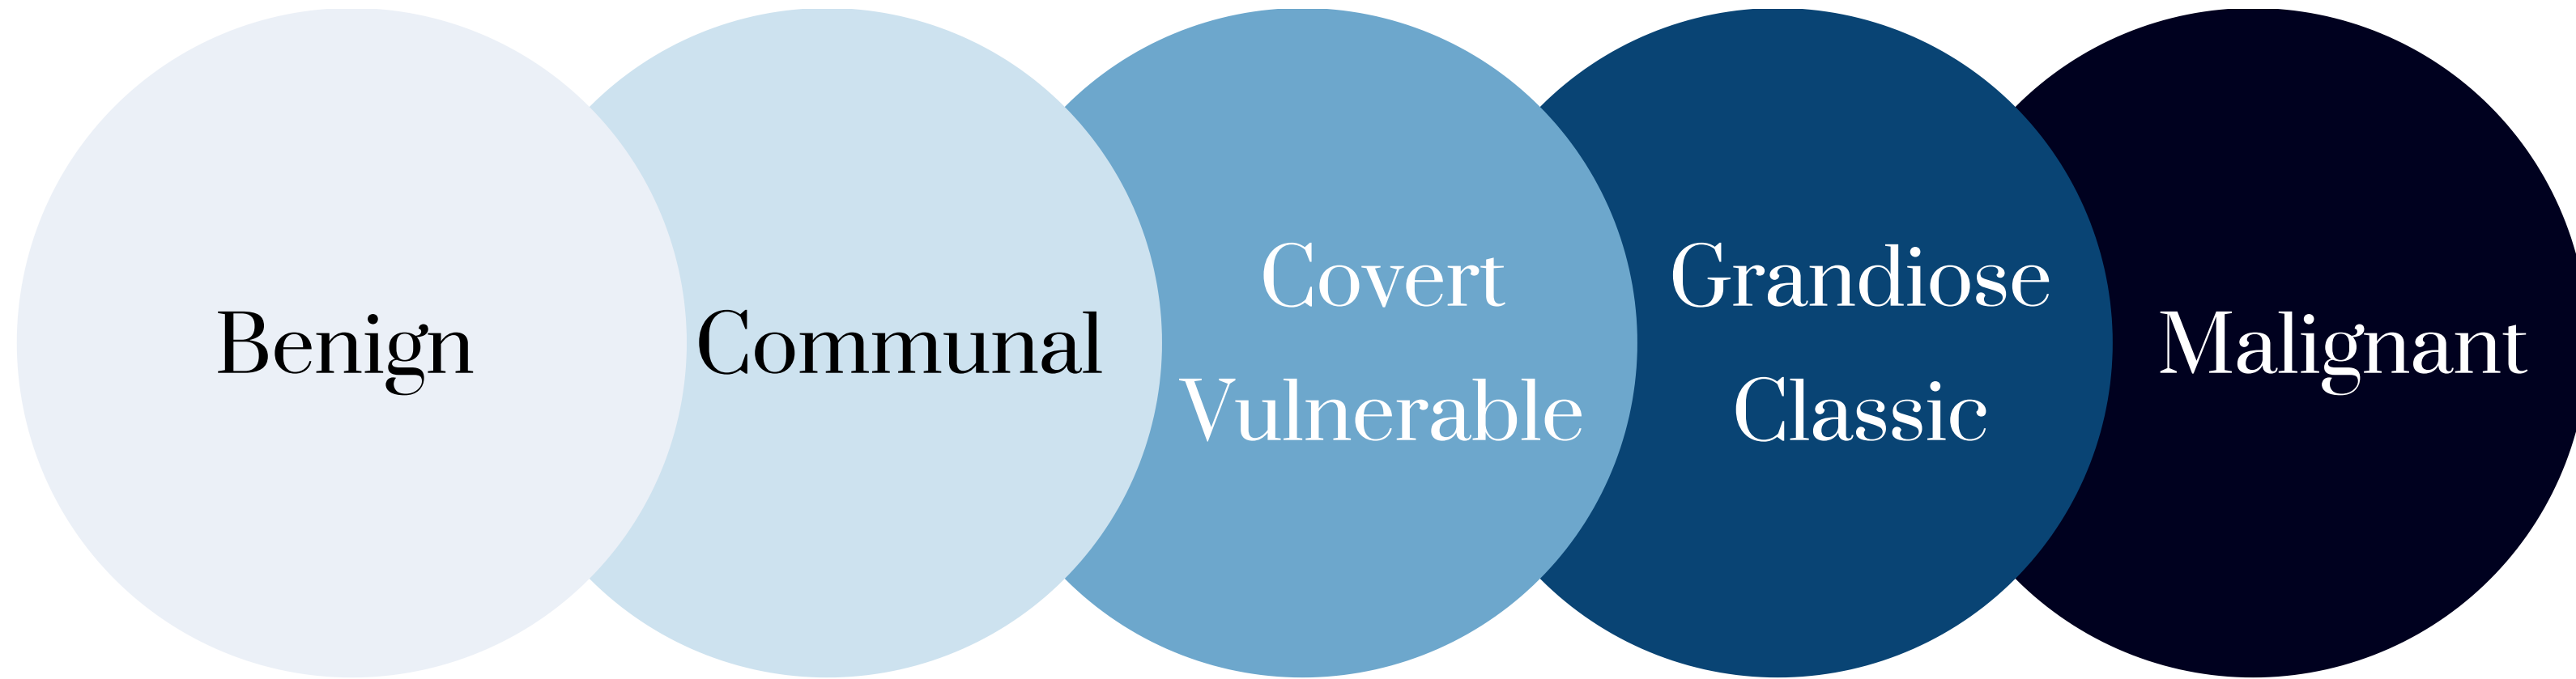 Benign
Communal
Covert
Vulnerable
Grandiose
Classic
Malignant